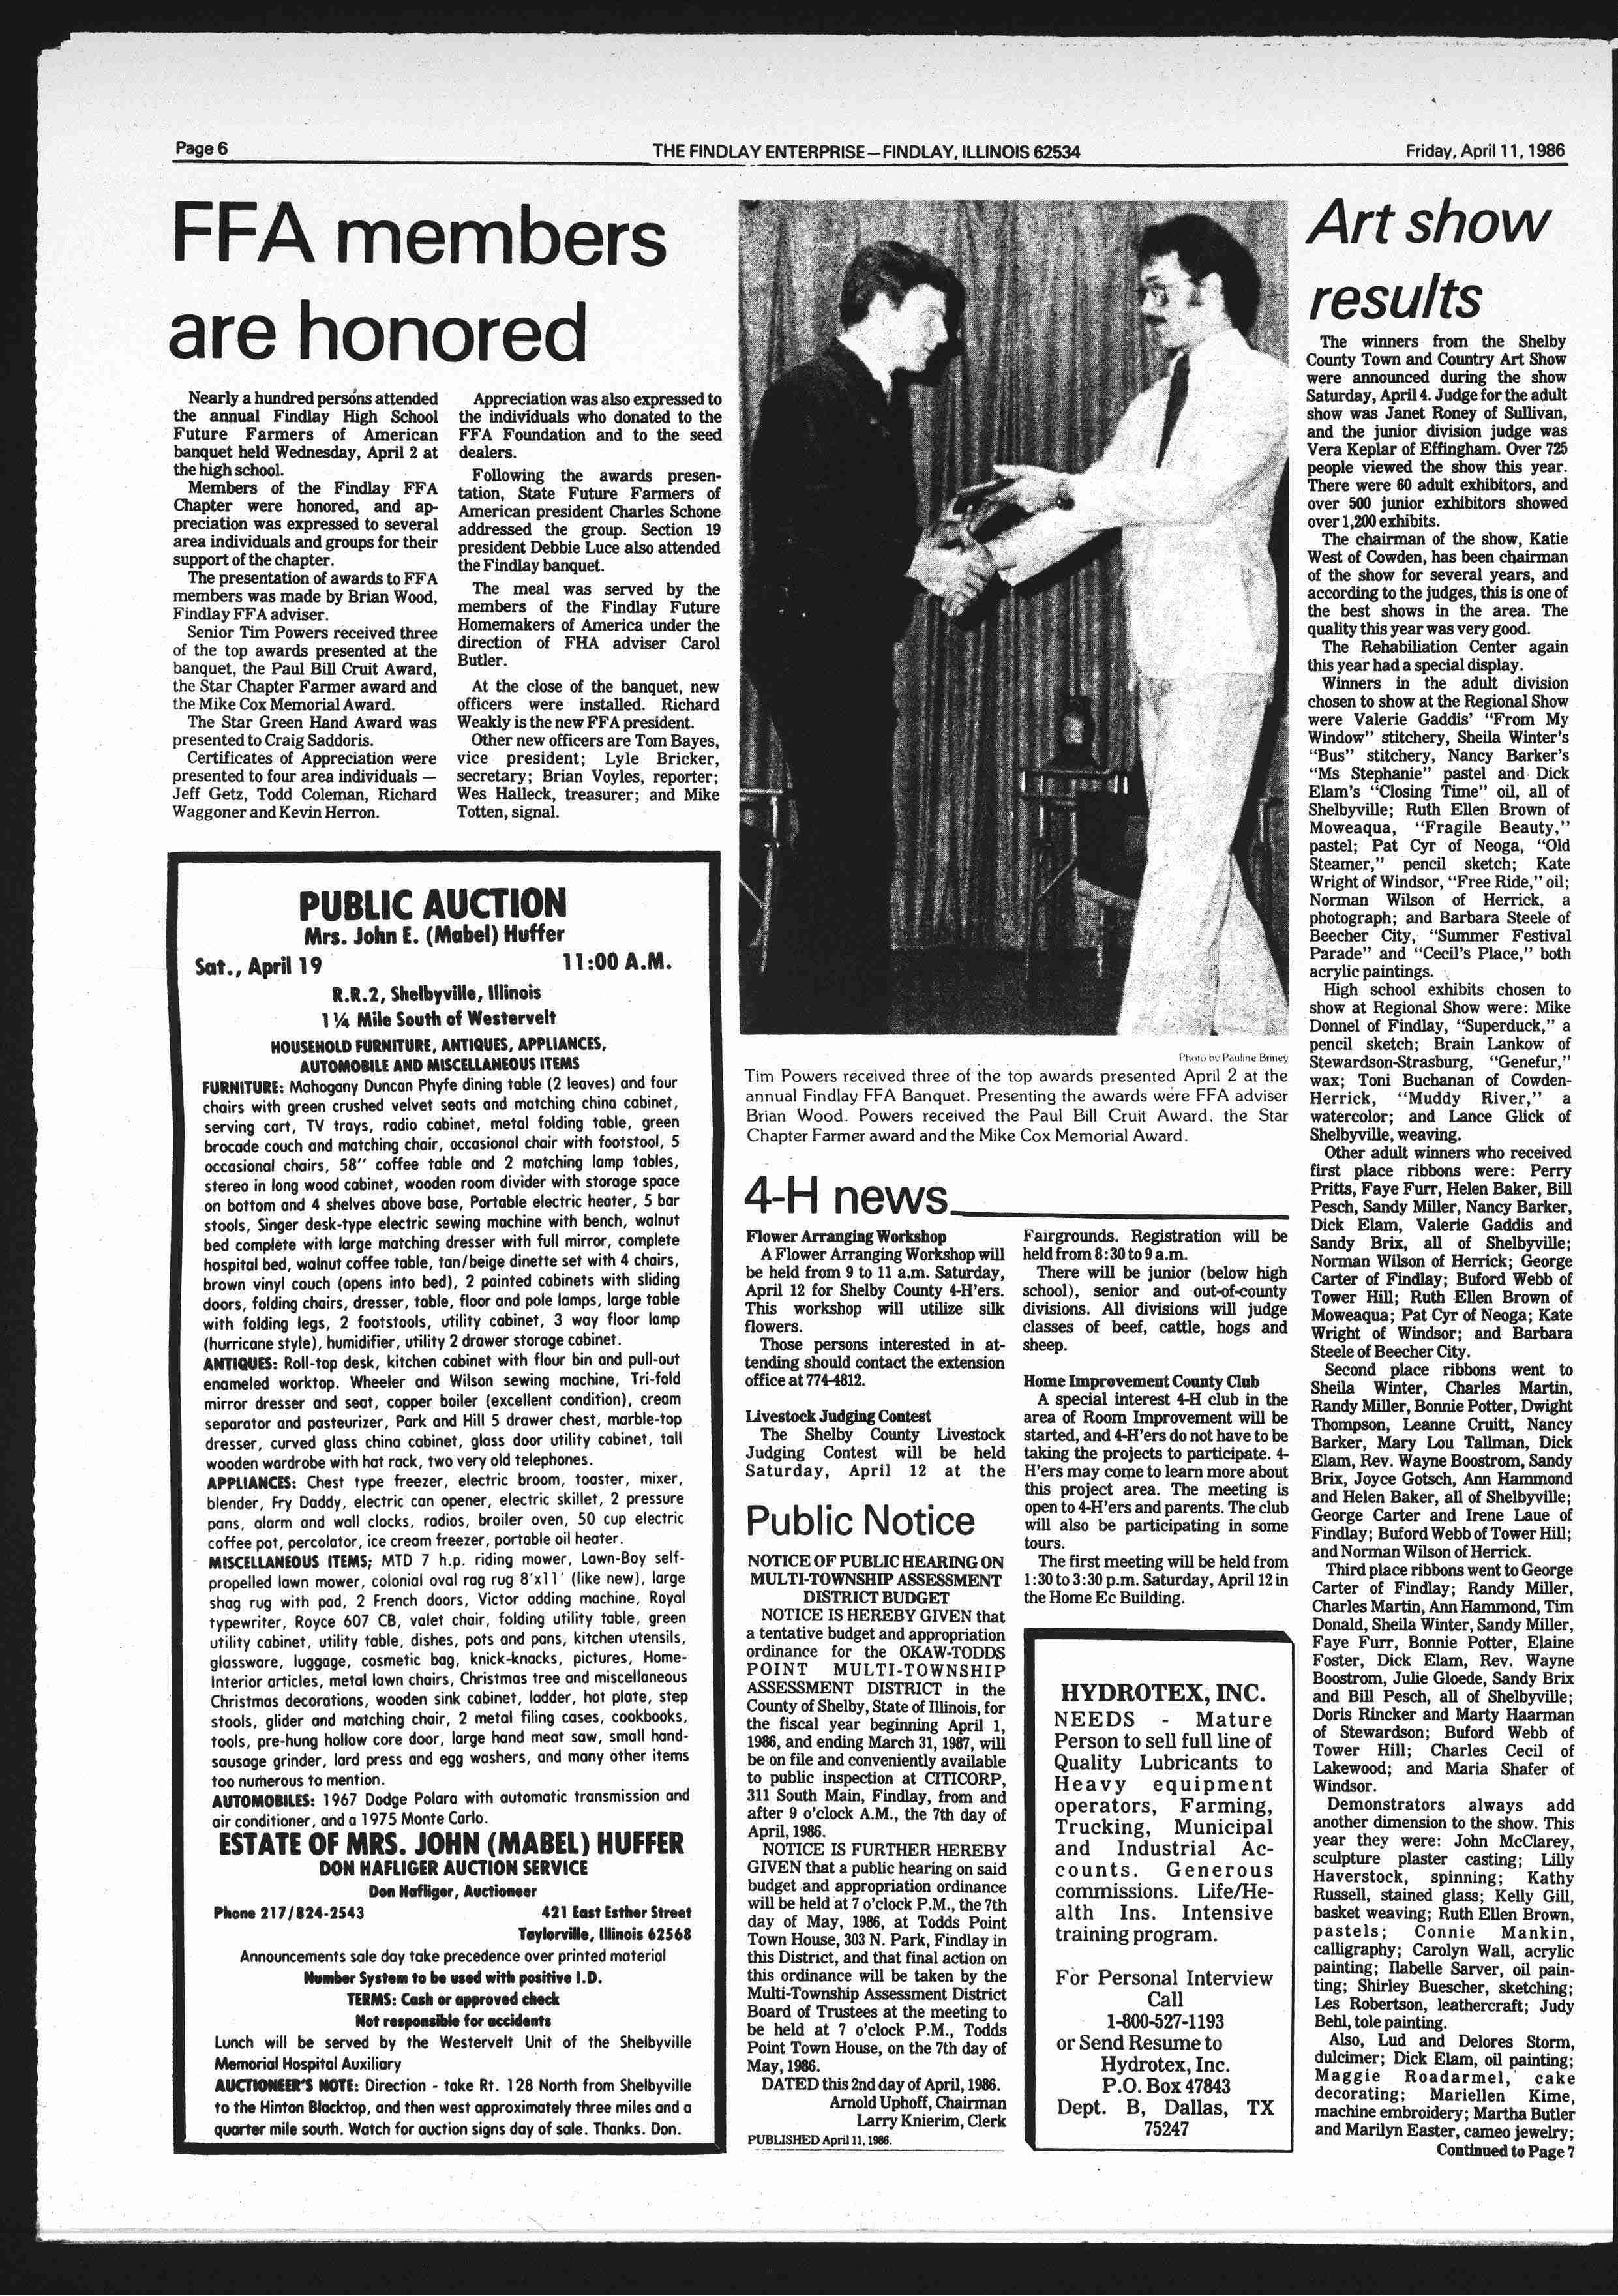 Page 6
THE FINDLAY ENTERPRISE—FINDLAY, ILLINOIS 62534
Friday, April 11, 1986
FFA members
are honored
Nearly a hundred persons attended
the annual Findlay High School
Future Farmers of American
banquet held Wednesday, April 2 at
the high school.
Members of the Findlay FFA
Chapter were honored, and ap-
preciation was expressed to several
area individuals and groups for their
support of the chapter.
The presentation of awards to FFA
members was made by Brian Wood,
Findlay FFA adviser.
Senior Tim Powers received three
of the top awards presented at the
banquet, the Paul Bill Cruit Award,
the Star Chapter Farmer award and
the Mike Cox Memorial Award.
The Star Green Hand Award was
presented to Craig Saddoris.
Certificates of Appreciation were
presented to four area individuals —
Jeff Getz, Todd Coleman, Richard
Waggoner and Kevin Herron.
Appreciation was also expressed to
the individuals who donated to the
FFA Foundation and to the seed
dealers.
Following the awards presen-
tation, State Future Farmers of
American president Charles Schone
addressed the group. Section 19
president Debbie Luce also attended
the Findlay banquet.
The meal was served by the
members of the Findlay Future
Homemakers of America under the
direction of FHA adviser Carol
Butler.
At the close of the banquet, new
officers were installed. Richard
Weakly is the new FFA president.
Other new officers are Tom Bayes,
vice president; Lyle Bricker,
secretary; Brian Voyles, reporter;
Wes Halleck, treasurer; and Mike
Totten, signal.
PUBLIC AUCTION
Mrs. John E. (Mabel) Huffer
Sat., April 19 11:00 A.M.
R.R.2, Shelbyville, Illinois
1¼ Mile South of Westervelt
HOUSEHOLD FURNITURE, ANTIQUES, APPLIANCES,
AUTOMOBILE AND MISCELLANEOUS ITEMS
FURNITURE: Mahogany Duncan Phyfe dining table (2 leaves) and four
chairs with green crushed velvet seats and matching china cabinet,
serving cart, TV trays, radio cabinet, metal folding table, green
brocade couch and matching chair, occasional chair with footstool, 5
occasional chairs, 58" coffee table and 2 matching lamp tables,
stereo in long wood cabinet, wooden room divider with storage space
on bottom and 4 shelves above base, Portable electric heater, 5 bar
stools, Singer desk-type electric sewing machine with bench, walnut
bed complete with large matching dresser with full mirror, complete
hospital bed, walnut coffee table, tan/beige dinette set with 4 chairs,
brown vinyl couch (opens into bed), 2 painted cabinets with sliding
doors, folding chairs, dresser, table, floor and pole lamps, large table
with folding legs, 2 footstools, utility cabinet, 3 way floor lamp
(hurricane style), humidifier, utility 2 drawer storage cabinet.
ANTIQUES: Roll-top desk, kitchen cabinet with flour bin and pull-out
enameled worktop. Wheeler and Wilson sewing machine, Tri-fold
mirror dresser and seat, copper boiler (excellent condition), cream
separator and pasteurizer, Park and Hill 5 drawer chest, marble-top
dresser, curved glass china cabinet, glass door utility cabinet, tall
wooden wardrobe with hat rack, two very old telephones.
APPLIANCES: Chest type freezer, electric broom, toaster, mixer,
blender, Fry Daddy, electric can opener, electric skillet, 2 pressure
pans, alarm and wall clocks, radios, broiler oven, 50 cup electric
coffee pot, percolator, ice cream freezer, portable oil heater.
MISCELLANEOUS ITEMS; MTD 7 h.p. riding mower, Lawn-Boy self-
propelled lawn mower, colonial oval rag rug 8'x11' (like new), large
shag rug with pad, 2 French doors, Victor adding machine, Royal
typewriter, Royce 607 CB, valet chair, folding utility table, green
utility cabinet, utility table, dishes, pots and pans, kitchen utensils,
glassware, luggage, cosmetic bag, knick-knacks, pictures, Home-
Interior articles, metal lawn chairs, Christmas tree and miscellaneous
Christmas decorations, wooden sink cabinet, ladder, hot plate, step
stools, glider and matching chair, 2 metal filing cases, cookbooks,
tools, pre-hung hollow core door, large hand meat saw, small hand-
sausage grinder, lard press and egg washers, and many other items
too numerous to mention.
AUTOMOBILES: 1967 Dodge Polara with automatic transmission and
air conditioner, and a 1975 Monte Carlo.
ESTATE OF MRS. JOHN (MABEL) HUFFER
DON HAFLIGER AUCTION SERVICE
Don Hafliger, Auctioneer
Phone 217/824-2543 421 East Esther Street
Taylorville, Illinois 62568
Announcements sale day take precedence over printed material
Number System to be used with positive I.D.
TERMS: Cash or approved check
Not responsible for accidents
Lunch will be served by the Westervelt Unit of the Shelbyville
Memorial Hospital Auxiliary
AUCTIONEER'S NOTE: Direction - take Rt. 128 North from Shelbyville
to the Hinton Blacktop, and then west approximately three miles and a
quarter mile south. Watch for auction signs day of sale. Thanks. Don.
Photo by Pauline Briney
Tim Powers received three of the top awards presented April 2 at the
annual Findlay FFA Banquet. Presenting the awards were FFA adviser
Brian Wood. Powers received the Paul Bill Cruit Award, the Star
Chapter Farmer award and the Mike Cox Memorial Award.
4-H news
Flower Arranging Workshop
A Flower Arranging Workshop will
be held from 9 to 11 a.m. Saturday,
April 12 for Shelby County 4-H'ers.
This workshop will utilize silk
flowers.
Those persons interested in at-
tending should contact the extension
office at 774-4812.
Livestock Judging Contest
The Shelby County Livestock
Judging Contest will be held
Saturday, April 12 at the
Fairgrounds. Registration will be
held from 8:30 to 9 a.m.
There will be junior (below high
school), senior and out-of-county
divisions. All divisions will judge
classes of beef, cattle, hogs and
sheep.
Home Improvement County Club
A special interest 4-H club in the
area of Room Improvement will be
started, and 4-H'ers do not have to be
taking the projects to participate. 4-
H'ers may come to learn more about
this project area. The meeting is
open to 4-H'ers and parents. The club
will also be participating in some
tours.
The first meeting will be held from
1:30 to 3:30 p.m. Saturday, April 12 in
the Home Ec Building.
Public Notice
NOTICE OF PUBLIC HEARING ON
MULTI-TOWNSHIP ASSESSMENT
DISTRICT BUDGET
NOTICE IS HEREBY GIVEN that
a tentative budget and appropriation
ordinance for the OKAW-TODDS
POINT MULTI-TOWNSHIP
ASSESSMENT DISTRICT in the
County of Shelby, State of Illinois, for
the fiscal year beginning April 1,
1986, and ending March 31, 1987, will
be on file and conveniently available
to public inspection at CITICORP,
311 South Main, Findlay, from and
after 9 o'clock A.M., the 7th day of
April, 1986.
NOTICE IS FURTHER HEREBY
GIVEN that a public hearing on said
budget and appropriation ordinance
will be held at 7 o'clock P.M., the 7th
day of May, 1986, at Todds Point
Town House, 303 N. Park, Findlay in
this District, and that final action on
this ordinance will be taken by the
Multi-Township Assessment District
Board of Trustees at the meeting to
be held at 7 o'clock P.M., Todds
Point Town House, on the 7th day of
May, 1986.
DATED this 2nd day of April, 1986.
Arnold Uphoff, Chairman
Larry Knierim, Clerk
PUBLISHED April 11, 1986.
HYDROTEX, INC.
NEEDS - Mature
Person to sell full line of
Quality Lubricants to
Heavy equipment
operators, Farming,
Trucking, Municipal
and Industrial Ac-
counts. Generous
commissions. Life/He-
alth Ins. Intensive
training program.
For Personal Interview
Call
1-800-527-1193
or Send Resume to
Hydrotex, Inc.
P.O. Box 47843
Dept. B, Dallas, TX
75247
Art show
results
The winners from the Shelby
County Town and Country Art Show
were announced during the show
Saturday, April 4. Judge for the adult
show was Janet Roney of Sullivan,
and the junior division judge was
Vera Keplar of Effingham. Over 725
people viewed the show this year.
There were 60 adult exhibitors, and
over 500 junior exhibitors showed
over 1,200 exhibits.
The chairman of the show, Katie
West of Cowden, has been chairman
of the show for several years, and
according to the judges, this is one of
the best shows in the area. The
quality this year was very good.
The Rehabiliation Center again
this year had a special display.
Winners in the adult division
chosen to show at the Regional Show
were Valerie Gaddis' "From My
Window" stitchery, Sheila Winter's
"Bus" stitchery, Nancy Barker's
"Ms Stephanie" pastel and Dick
Elam's "Closing Time" oil, all of
Shelbyville; Ruth Ellen Brown of
Moweaqua, "Fragile Beauty,"
pastel; Pat Cyr of Neoga, "Old
Steamer," pencil sketch; Kate
Wright of Windsor, "Free Ride," oil;
Norman Wilson of Herrick, a
photograph; and Barbara Steele of
Beecher City, "Summer Festival
Parade" and "Cecil's Place," both
acrylic paintings.
High school exhibits chosen to
show at Regional Show were: Mike
Donnel of Findlay, "Superduck," a
pencil sketch; Brain Lankow of
Stewardson-Strasburg, "Genefur,"
wax; Toni Buchanan of Cowden-
Herrick, "Muddy River," a
watercolor; and Lance Glick of
Shelbyville, weaving.
Other adult winners who received
first place ribbons were: Perry
Pritts, Faye Furr, Helen Baker, Bill
Pesch, Sandy Miller, Nancy Barker,
Dick Elam, Valerie Gaddis and
Sandy Brix, all of Shelbyville;
Norman Wilson of Herrick; George
Carter of Findlay; Buford Webb of
Tower Hill; Ruth Ellen Brown of
Moweaqua; Pat Cyr of Neoga; Kate
Wright of Windsor; and Barbara
Steele of Beecher City.
Second place ribbons went to
Sheila Winter, Charles Martin,
Randy Miller, Bonnie Potter, Dwight
Thompson, Leanne Cruitt, Nancy
Barker, Mary Lou Tallman, Dick
Elam, Rev. Wayne Boostrom, Sandy
Brix, Joyce Gotsch, Ann Hammond
and Helen Baker, all of Shelbyville;
George Carter and Irene Laue of
Findlay; Buford Webb of Tower Hill;
and Norman Wilson of Herrick.
Third place ribbons went to George
Carter of Findlay; Randy Miller,
Charles Martin, Ann Hammond, Tim
Donald, Sheila Winter, Sandy Miller,
Faye Furr, Bonnie Potter, Elaine
Foster, Dick Elam, Rev. Wayne
Boostrom, Julie Gloede, Sandy Brix
and Bill Pesch, all of Shelbyville;
Doris Rincker and Marty Haarman
of Stewardson; Buford Webb of
Tower Hill; Charles Cecil of
Lakewood; and Maria Shafer of
Windsor.
Demonstrators always add
another dimension to the show. This
year they were: John McClarey,
sculpture plaster casting; Lilly
Haverstock, spinning; Kathy
Russell, stained glass; Kelly Gill,
basket weaving; Ruth Ellen Brown,
pastels; Connie Mankin,
calligraphy; Carolyn Wall, acrylic
painting; Ilabelle Sarver, oil pain-
ting; Shirley Buescher, sketching;
Les Robertson, leathercraft; Judy
Behl, tole painting.
Also, Lud and Delores Storm,
dulcimer; Dick Elam, oil painting;
Maggie Roadarmel, cake
decorating; Mariellen Kime,
machine embroidery; Martha Butler
and Marilyn Easter, cameo jewelry;
Continued to Page 7